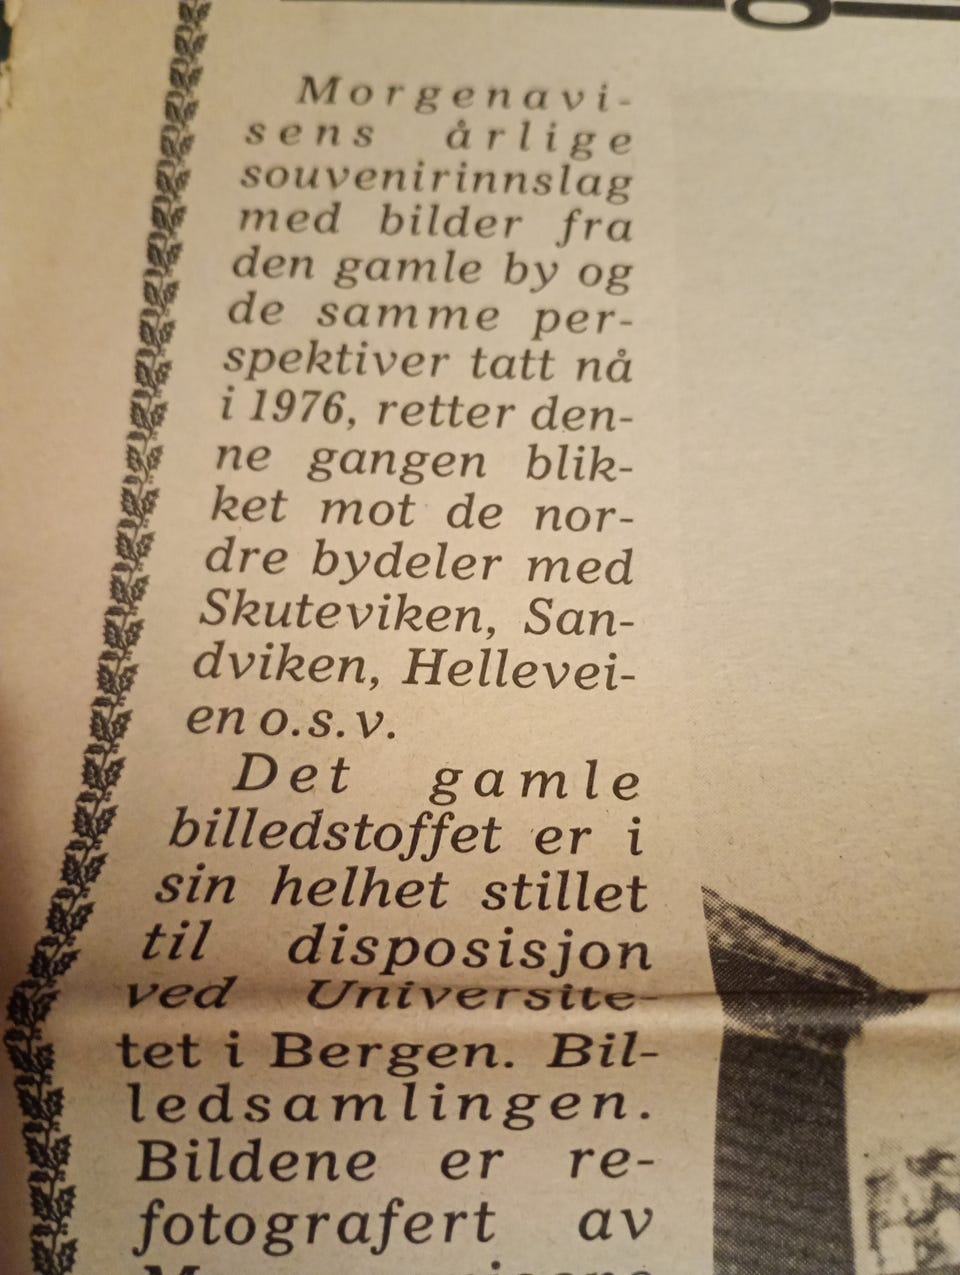 Morgenavi-
sens årlige
souvenirinnslag
med bilder fra
den gamle by og
de samme per-
spektiver tatt nå
i 1976, retter den-
ne gangen blik-
ket mot de nor-
dre bydeler med
Skuteviken, San-
dviken, Hellevei-
en o.s.v.
Det gamle
billedstoffet er i
sin helhet stillet
til disposisjon
ved Universite-
tet i Bergen. Bil-
ledsamlingen.
Bildene er re-
fotografert av